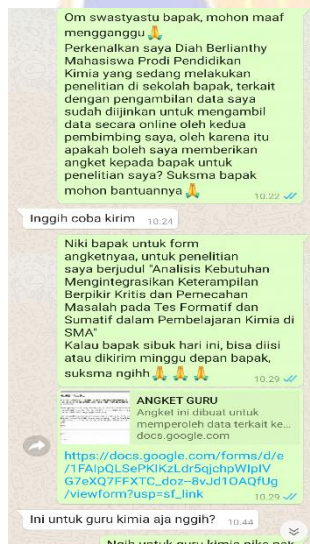 Om swastyastu bapak, mohon maaf
mengganggu🙏
Perkenalkan saya Diah Berlianthy
Mahasiswa Prodi Pendidikan
Kimia yang sedang melakukan
penelitian di sekolah bapak, terkait
dengan pengambilan data saya
sudah diijinkan untuk mengambil
data secara online oleh kedua
pembimbing saya, oleh karena itu
apakah boleh saya memberikan
angket kepada bapak untuk
penelitian saya? Suksma bapak
mohon bantuannya🙏
10.22
Inggih coba kirim 10.24
Niki bapak untuk form
angketnyaa, untuk penelitian
saya berjudul "Analisis Kebutuhan
Mengintegrasikan Keterampilan
Berpikir Kritis dan Pemecahan
Masalah pada Tes Formatif dan
Sumatif dalam Pembelajaran Kimia di
SMA"
Kalau bapak sibuk hari ini, bisa diisi
atau dikirim minggu depan bapak,
suksma ngihh🙏🙏🙏 10.29
ANGKET GURU
Angket ini dibuat untuk
memperoleh data terkait ke...
docs.google.com
https://docs.google.com/forms/d/e
/viewform?usp=sf_link 10.29
Ini untuk guru kimia aja nggih? 10.44